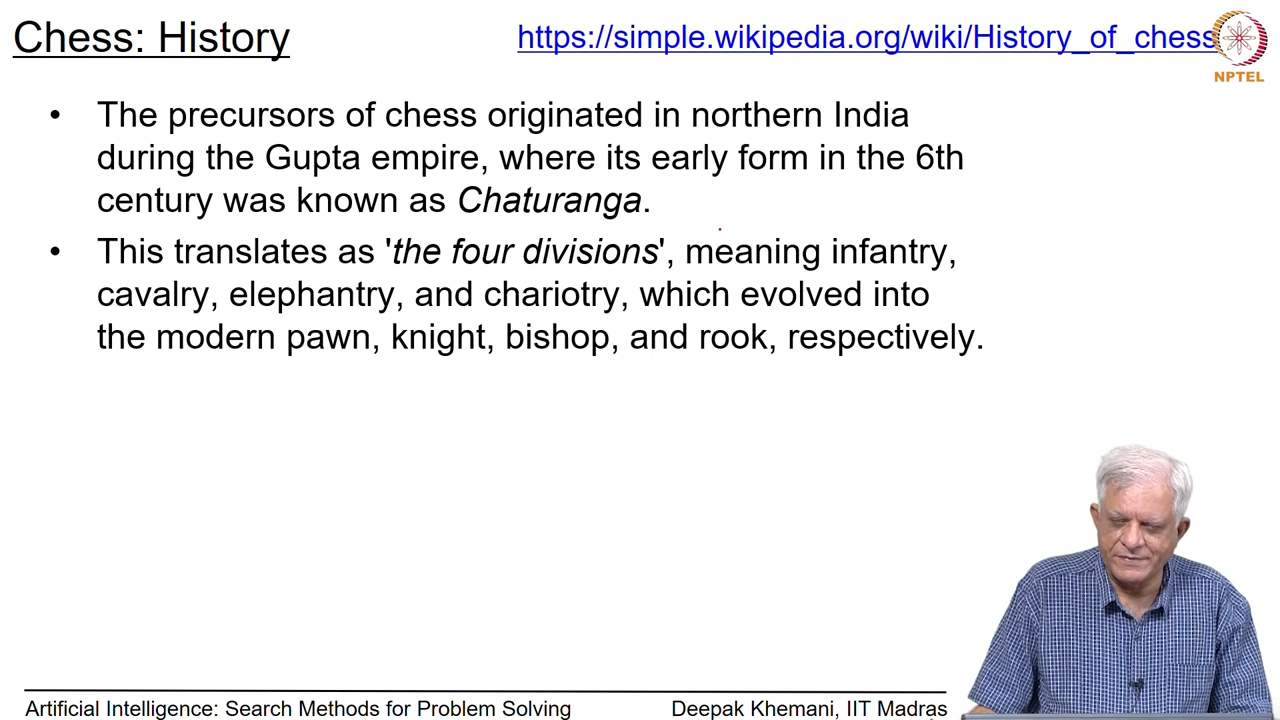 Chess: History
https://simple.wikipedia.org/wiki/History_of_chess
NPTEL
• The precursors of chess originated in northern India
during the Gupta empire, where its early form in the 6th
century was known as Chaturanga.
• This translates as 'the four divisions', meaning infantry,
cavalry, elephantry, and chariotry, which evolved into
the modern pawn, knight, bishop, and rook, respectively.
Artificial Intelligence: Search Methods for Problem Solving
Deepak Khemani, IIT Madras